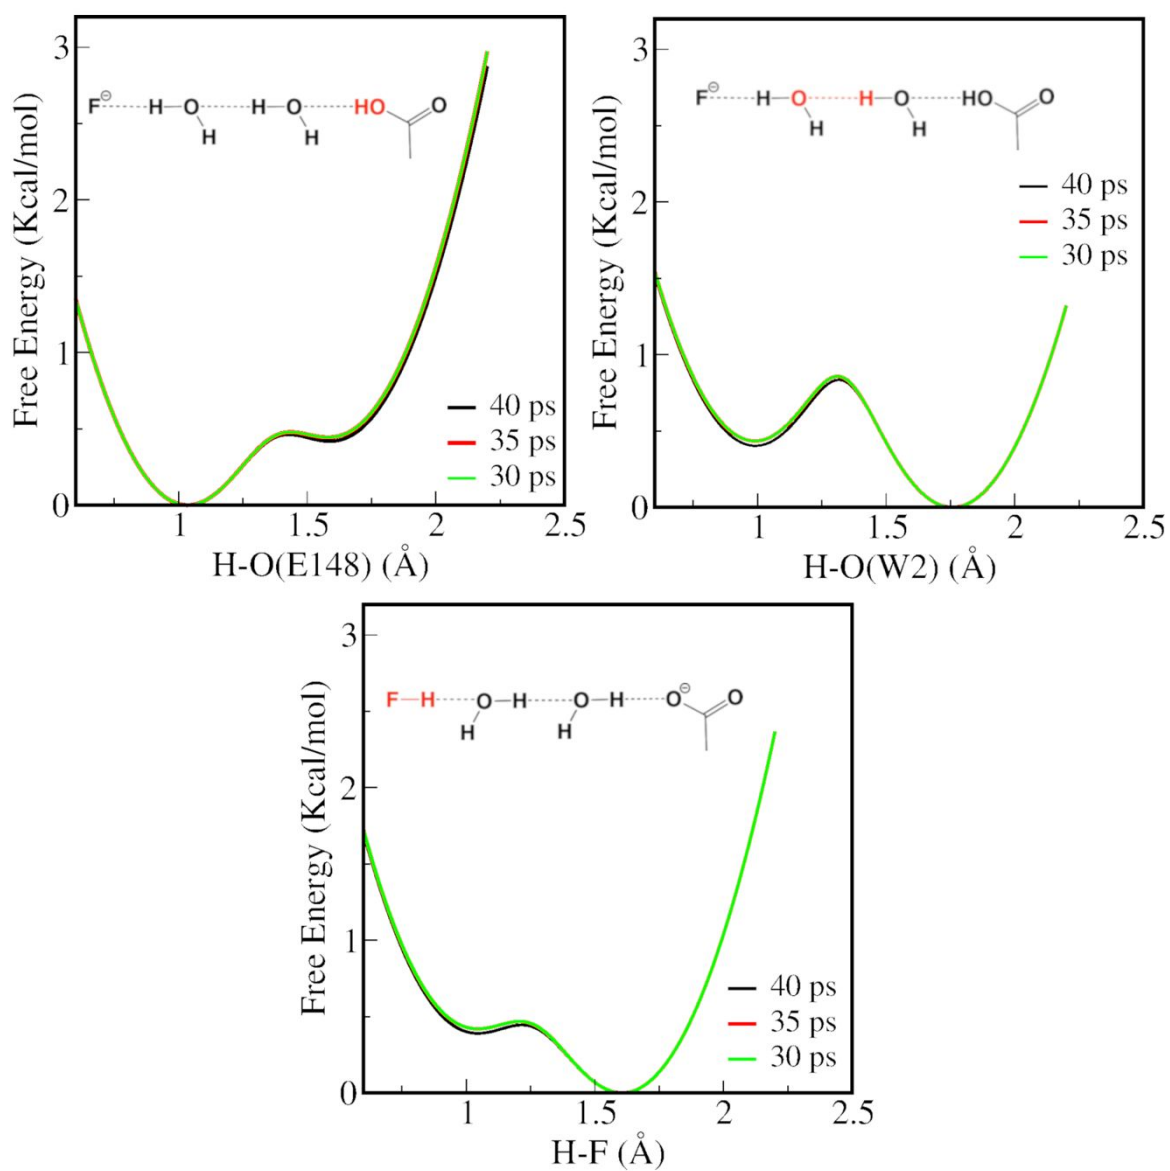 3
2
1
0
Free Energy (Kcal/mol)
F⊖ H O H O HO O
H H
40 ps
35 ps
30 ps
1 1.5 2 2.5
H-O(E148) (Å)
3
2
1
0
Free Energy (Kcal/mol)
F⊖ H O H O HO O
H H
40 ps
35 ps
30 ps
1 1.5 2 2.5
H-O(W2) (Å)
3
2
1
0
Free Energy (Kcal/mol)
F H O H O H O⊖ O
H H
40 ps
35 ps
30 ps
1 1.5 2 2.5
H-F (Å)